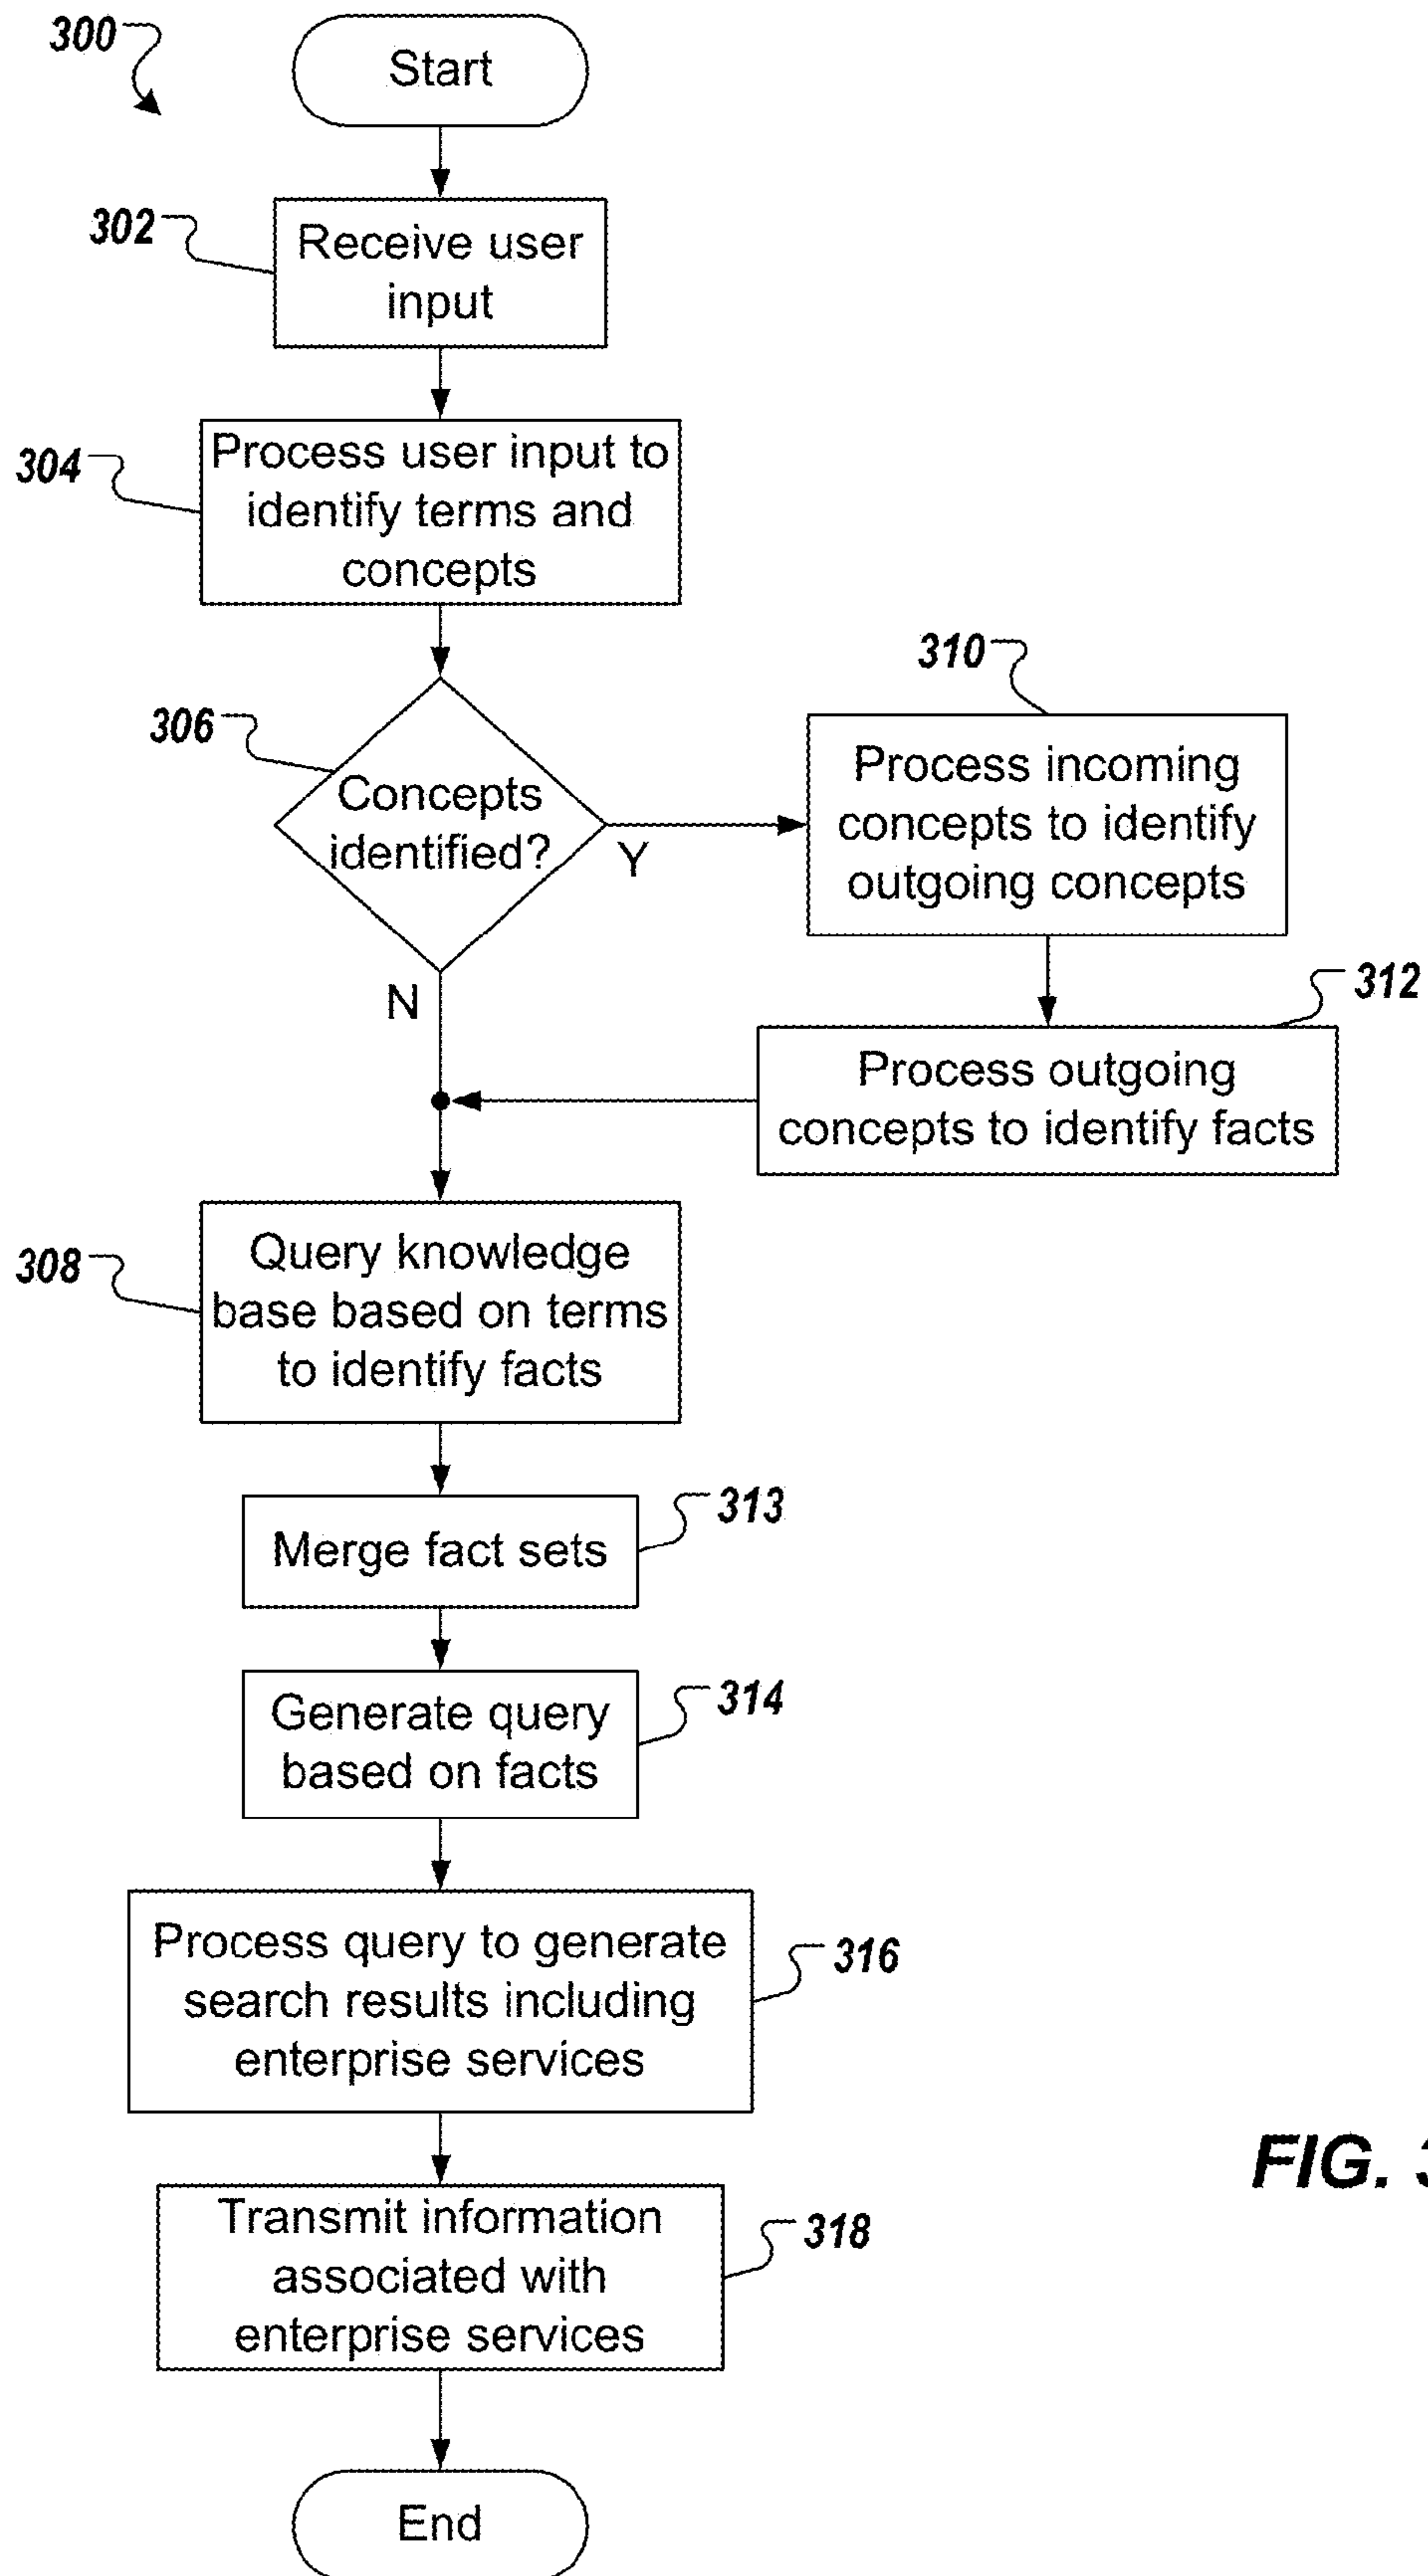 300
Start
302
Receive user
input
304
Process user input to
identify terms and
concepts
306
Concepts
identified?
Y
N
310
Process incoming
concepts to identify
outgoing concepts
312
Process outgoing
concepts to identify facts
308
Query knowledge
base based on terms
to identify facts
313
Merge fact sets
314
Generate query
based on facts
316
Process query to generate
search results including
enterprise services
318
Transmit information
associated with
enterprise services
End
FIG. 3